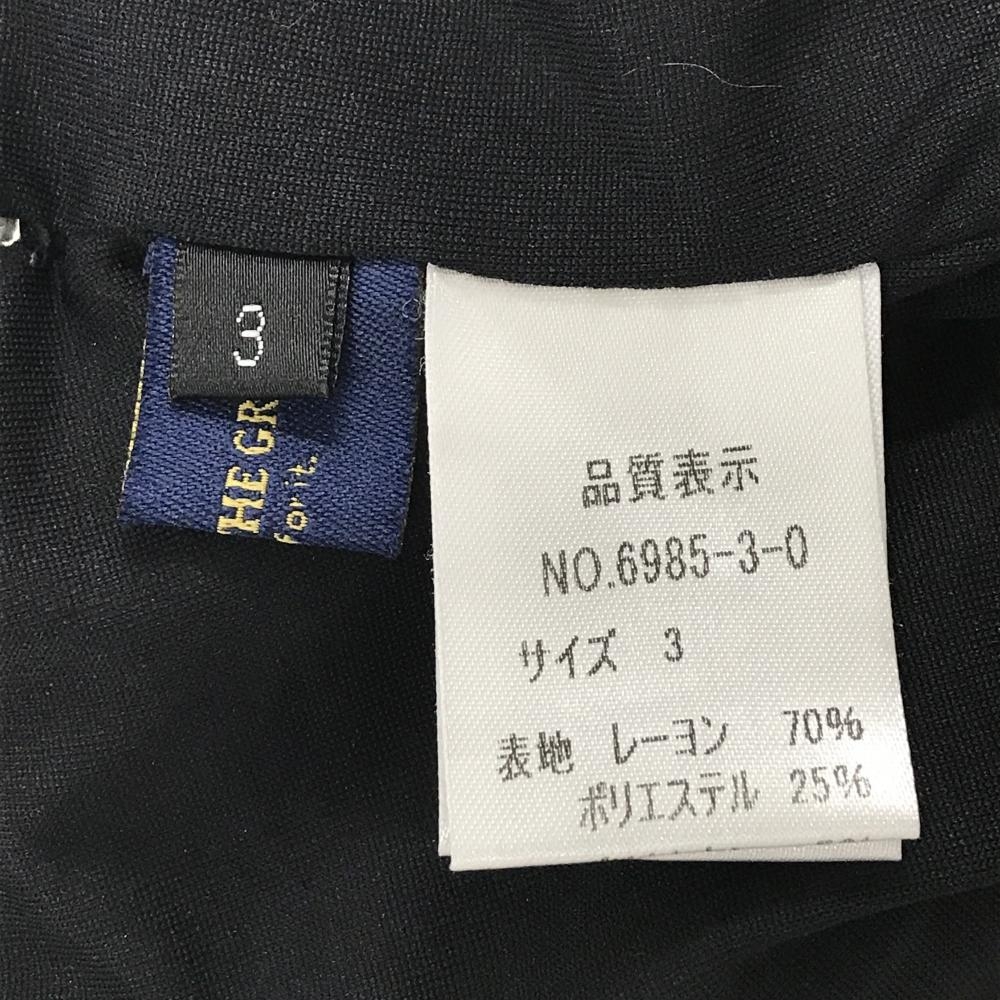 3
THE GR
for it.
品質表示
NO.6985-3-0
サイズ 3
表地 レーヨン 70%
ポリエステル 25%